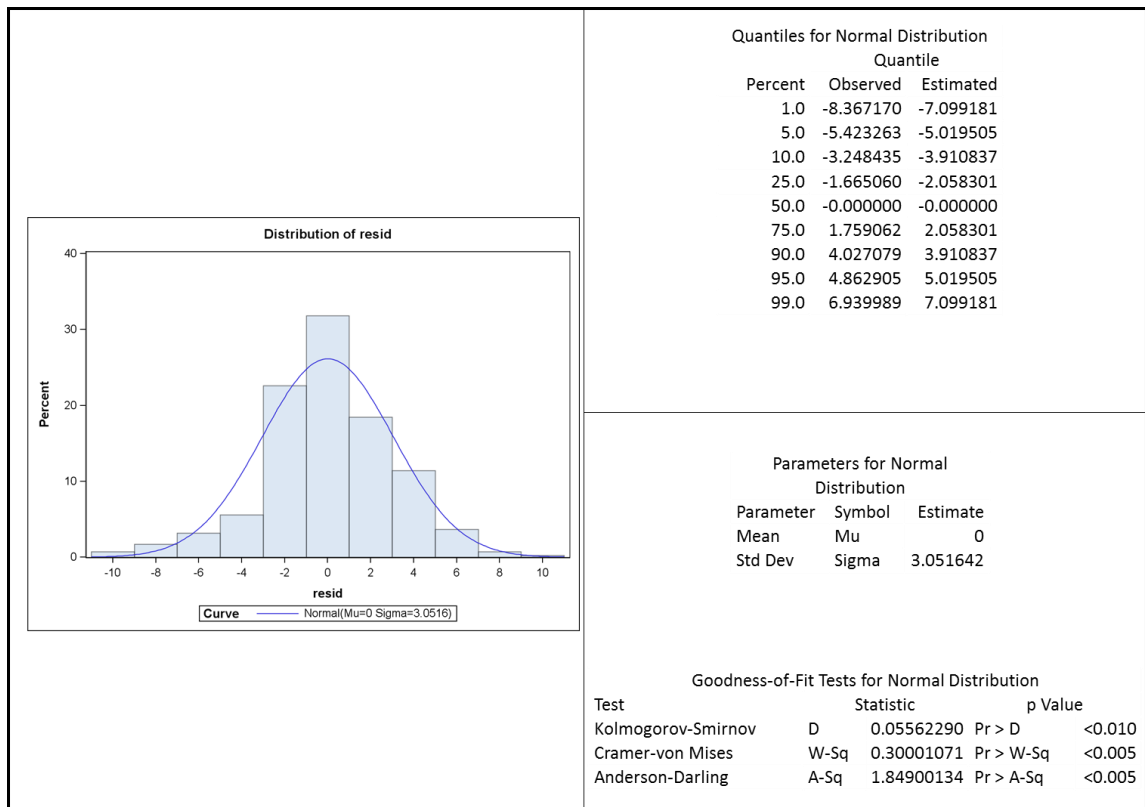 Distribution of resid
40
30
20
10
0
Percent
-10 -8 -6 -4 -2 0 2 4 6 8 10
resid
Curve Normal(Mu=0 Sigma=3.0516)
Quantiles for Normal Distribution
Quantile
Percent Observed Estimated
1.0 -8.367170 -7.099181
5.0 -5.423263 -5.019505
10.0 -3.248435 -3.910837
25.0 -1.665060 -2.058301
50.0 -0.000000 -0.000000
75.0 1.759062 2.058301
90.0 4.027079 3.910837
95.0 4.862905 5.019505
99.0 6.939989 7.099181
Parameters for Normal
Distribution
Parameter Symbol Estimate
Mean Mu 0
Std Dev Sigma 3.051642
Goodness-of-Fit Tests for Normal Distribution
Test Statistic p Value
Kolmogorov-Smirnov D 0.05562290 Pr > D <0.010
Cramer-von Mises W-Sq 0.30001071 Pr > W-Sq <0.005
Anderson-Darling A-Sq 1.84900134 Pr > A-Sq <0.005